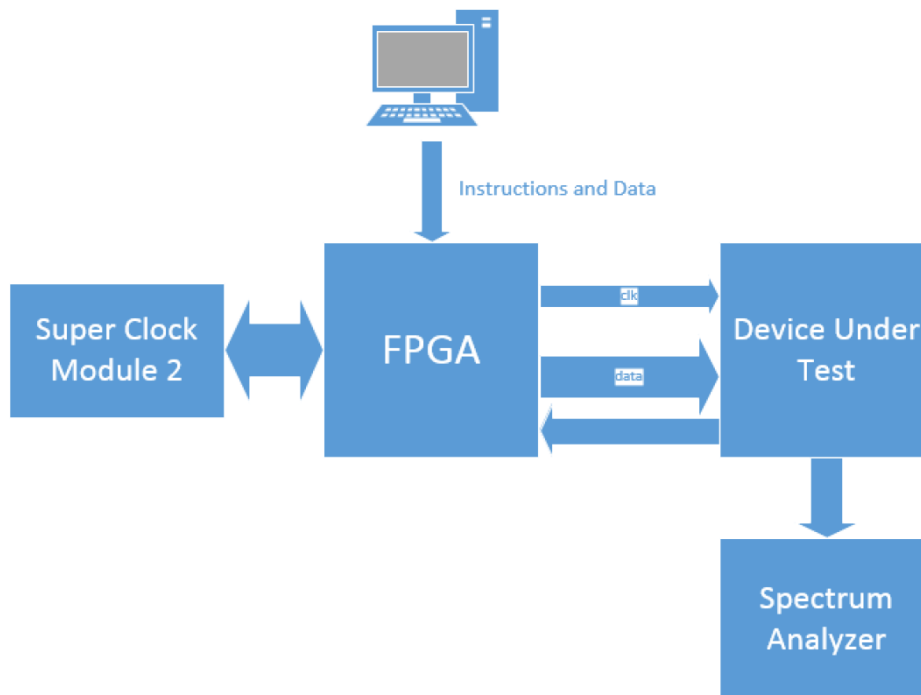 Instructions and Data
Super Clock
Module 2
FPGA
clk
data
Device Under
Test
Spectrum
Analyzer